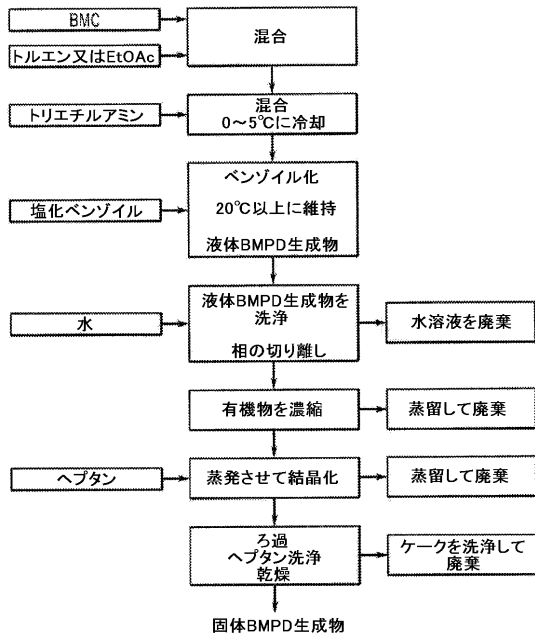 BMC
トルエン又はEtOAc
混合
トリエチルアミン
混合
0～5℃に冷却
塩化ベンゾイル
ベンゾイル化
20℃以上に維持
液体BMPD生成物
水
液体BMPD生成物を
洗浄
相の切り離し
水溶液を廃棄
有機物を濃縮
蒸留して廃棄
ヘプタン
蒸発させて結晶化
蒸留して廃棄
ろ過
ヘプタン洗浄
乾燥
ケークを洗浄して
廃棄
固体BMPD生成物